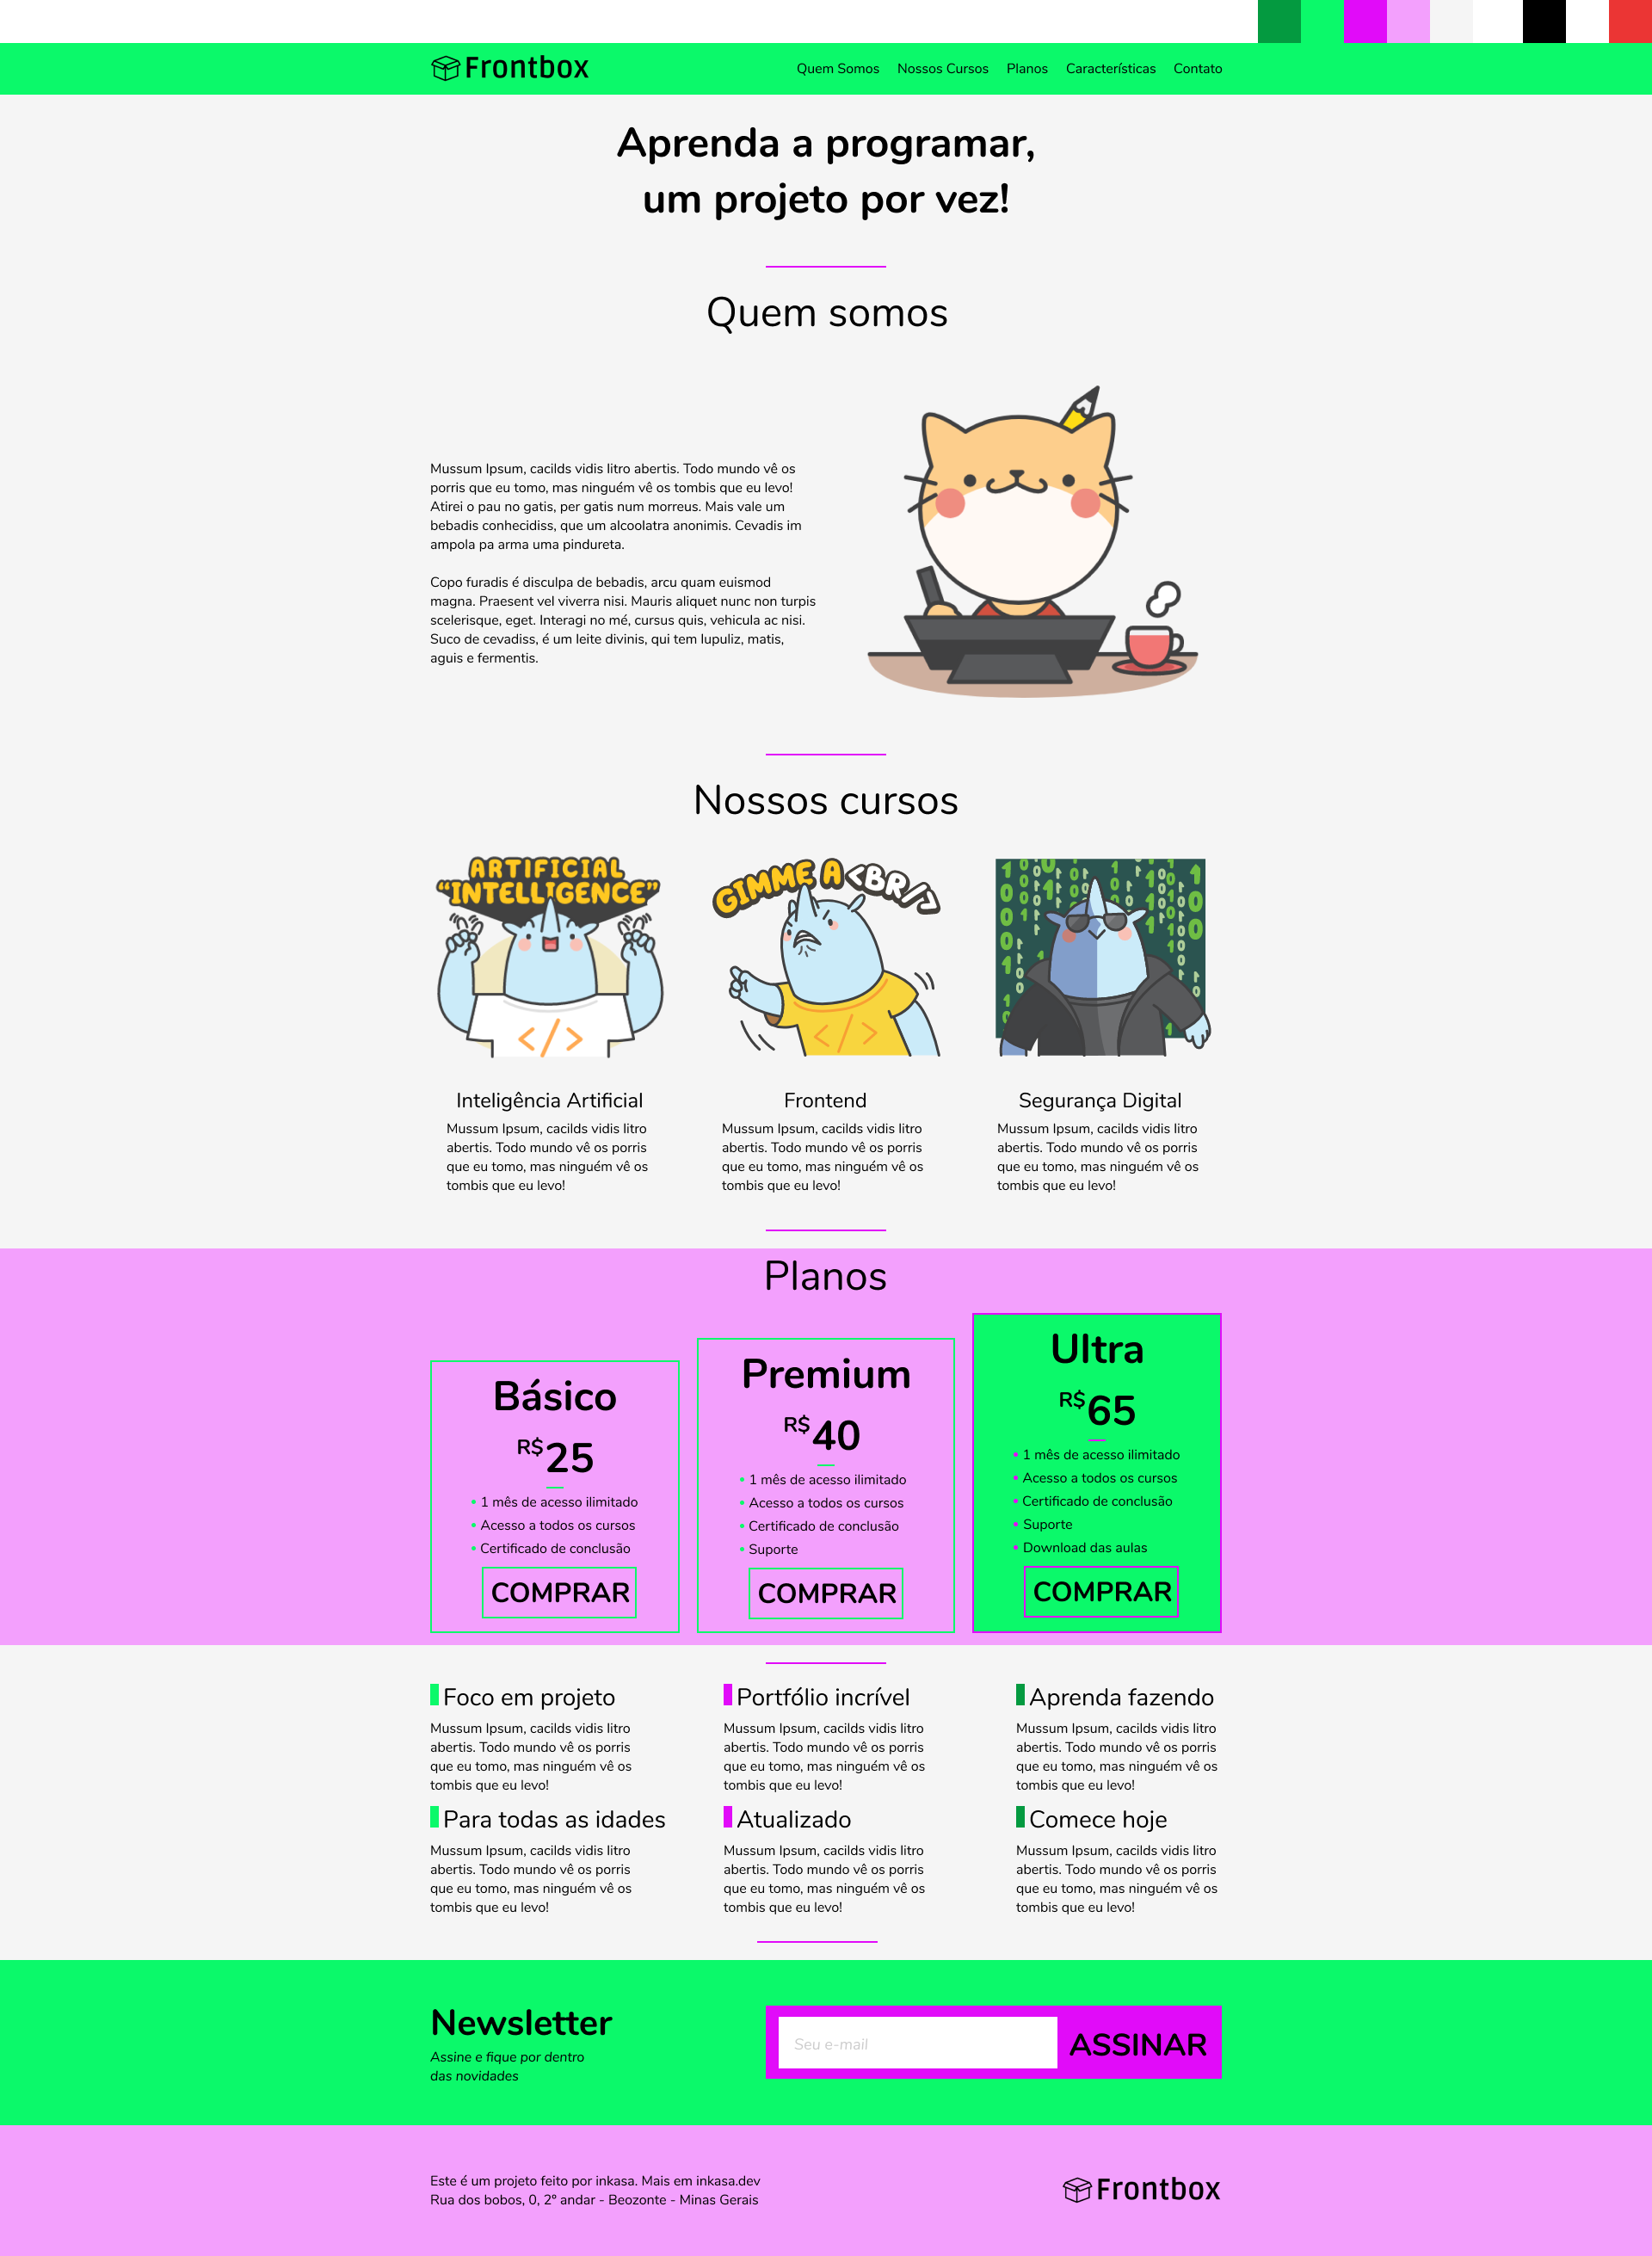 Frontbox
Quem Somos Nossos Cursos Planos Características Contato
Aprenda a programar,
um projeto por vez!
Quem somos
Mussum Ipsum, cacilds vidis litro abertis. Todo mundo vê os
porris que eu tomo, mas ninguém vê os tombis que eu levo!
Atirei o pau no gatis, per gatis num morreus. Mais vale um
bebadis conhecidiss, que um alcoolatra anonimis. Cevadis im
ampola pa arma uma pindureta.
Copo furadis é disculpa de bebadis, arcu quam euismod
magna. Praesent vel viverra nisi. Mauris aliquet nunc non turpis
scelerisque, eget. Interagi no mé, cursus quis, vehicula ac nisi.
Suco de cevadiss, é um leite divinis, qui tem lupuliz, matis,
aguis e fermentis.
Nossos cursos
ARTIFICIAL
"INTELLIGENCE"
</>
Inteligência Artificial
Mussum Ipsum, cacilds vidis litro
abertis. Todo mundo vê os porris
que eu tomo, mas ninguém vê os
tombis que eu levo!
GIMME A <BR/>
</>
Frontend
Mussum Ipsum, cacilds vidis litro
abertis. Todo mundo vê os porris
que eu tomo, mas ninguém vê os
tombis que eu levo!
Segurança Digital
Mussum Ipsum, cacilds vidis litro
abertis. Todo mundo vê os porris
que eu tomo, mas ninguém vê os
tombis que eu levo!
Planos
Básico
R$25
• 1 mês de acesso ilimitado
• Acesso a todos os cursos
• Certificado de conclusão
COMPRAR
Premium
R$40
• 1 mês de acesso ilimitado
• Acesso a todos os cursos
• Certificado de conclusão
• Suporte
COMPRAR
Ultra
R$65
• 1 mês de acesso ilimitado
• Acesso a todos os cursos
• Certificado de conclusão
• Suporte
• Download das aulas
COMPRAR
Foco em projeto
Mussum Ipsum, cacilds vidis litro
abertis. Todo mundo vê os porris
que eu tomo, mas ninguém vê os
tombis que eu levo!
Portfólio incrível
Mussum Ipsum, cacilds vidis litro
abertis. Todo mundo vê os porris
que eu tomo, mas ninguém vê os
tombis que eu levo!
Aprenda fazendo
Mussum Ipsum, cacilds vidis litro
abertis. Todo mundo vê os porris
que eu tomo, mas ninguém vê os
tombis que eu levo!
Para todas as idades
Mussum Ipsum, cacilds vidis litro
abertis. Todo mundo vê os porris
que eu tomo, mas ninguém vê os
tombis que eu levo!
Atualizado
Mussum Ipsum, cacilds vidis litro
abertis. Todo mundo vê os porris
que eu tomo, mas ninguém vê os
tombis que eu levo!
Comece hoje
Mussum Ipsum, cacilds vidis litro
abertis. Todo mundo vê os porris
que eu tomo, mas ninguém vê os
tombis que eu levo!
Newsletter
Assine e fique por dentro
das novidades
Seu e-mail
ASSINAR
Este é um projeto feito por inkasa. Mais em inkasa.dev
Rua dos bobos, 0, 2º andar - Beozonte - Minas Gerais
Frontbox